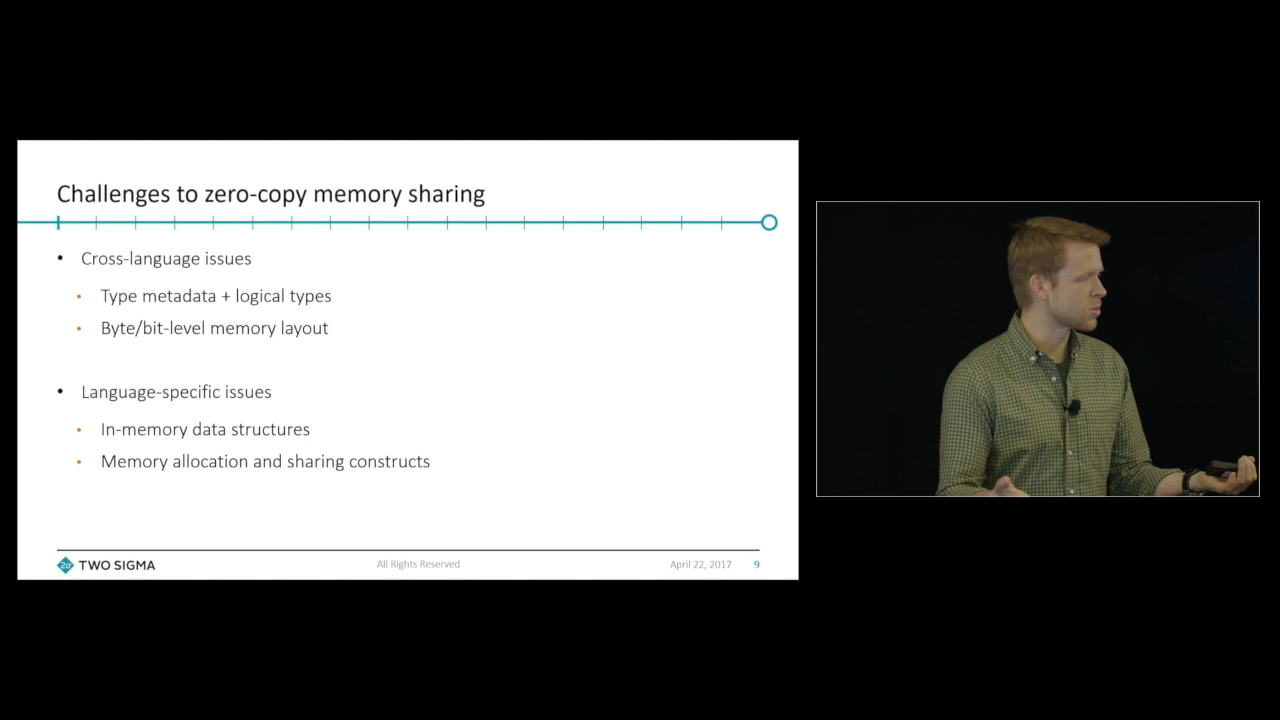 Challenges to zero-copy memory sharing
• Cross-language issues
• Type metadata + logical types
• Byte/bit-level memory layout
• Language-specific issues
• In-memory data structures
• Memory allocation and sharing constructs
2σ TWO SIGMA
All Rights Reserved
April 22, 2017
9